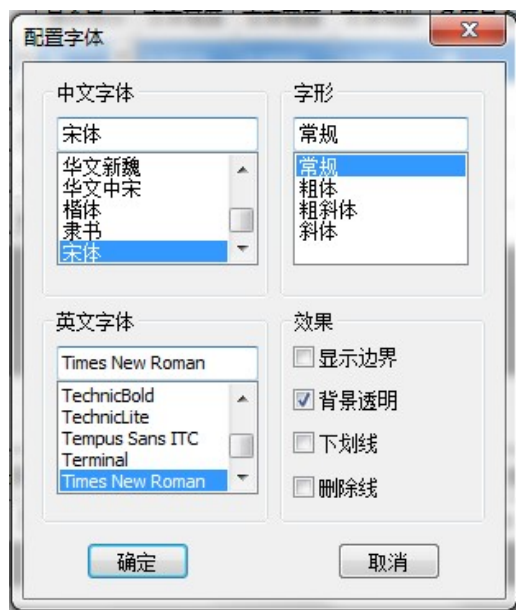 配置字体
中文字体
宋体
华文新魏
华文中宋
楷体
隶书
宋体
字形
常规
常规
粗体
粗斜体
斜体
英文字体
Times New Roman
TechnicBold
TechnicLite
Tempus Sans ITC
Terminal
Times New Roman
效果
显示边界
背景透明
下划线
删除线
确定
取消